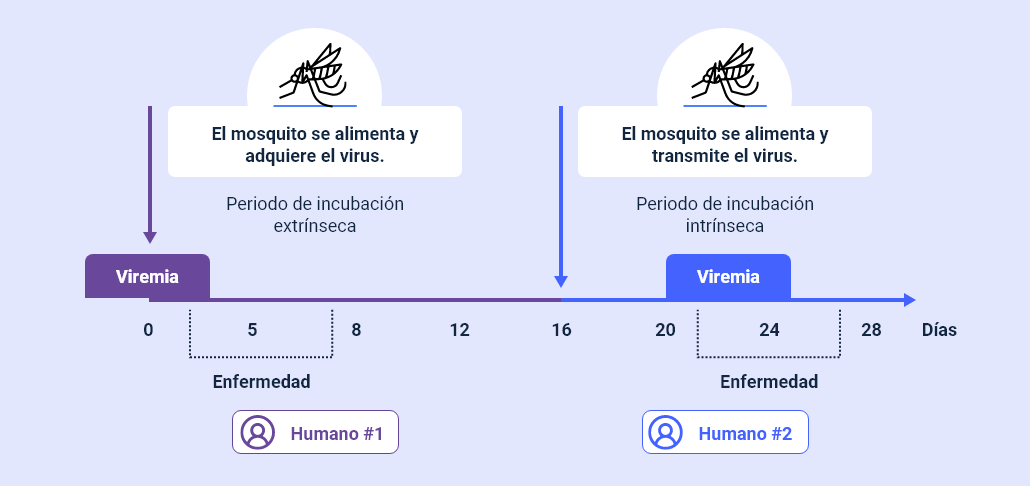 El mosquito se alimenta y
adquiere el virus.
El mosquito se alimenta y
transmite el virus.
Periodo de incubación
extrínseca
Periodo de incubación
intrínseca
Viremia
Viremia
0 5 8 12 16 20 24 28 Días
Enfermedad
Enfermedad
Humano #1
Humano #2